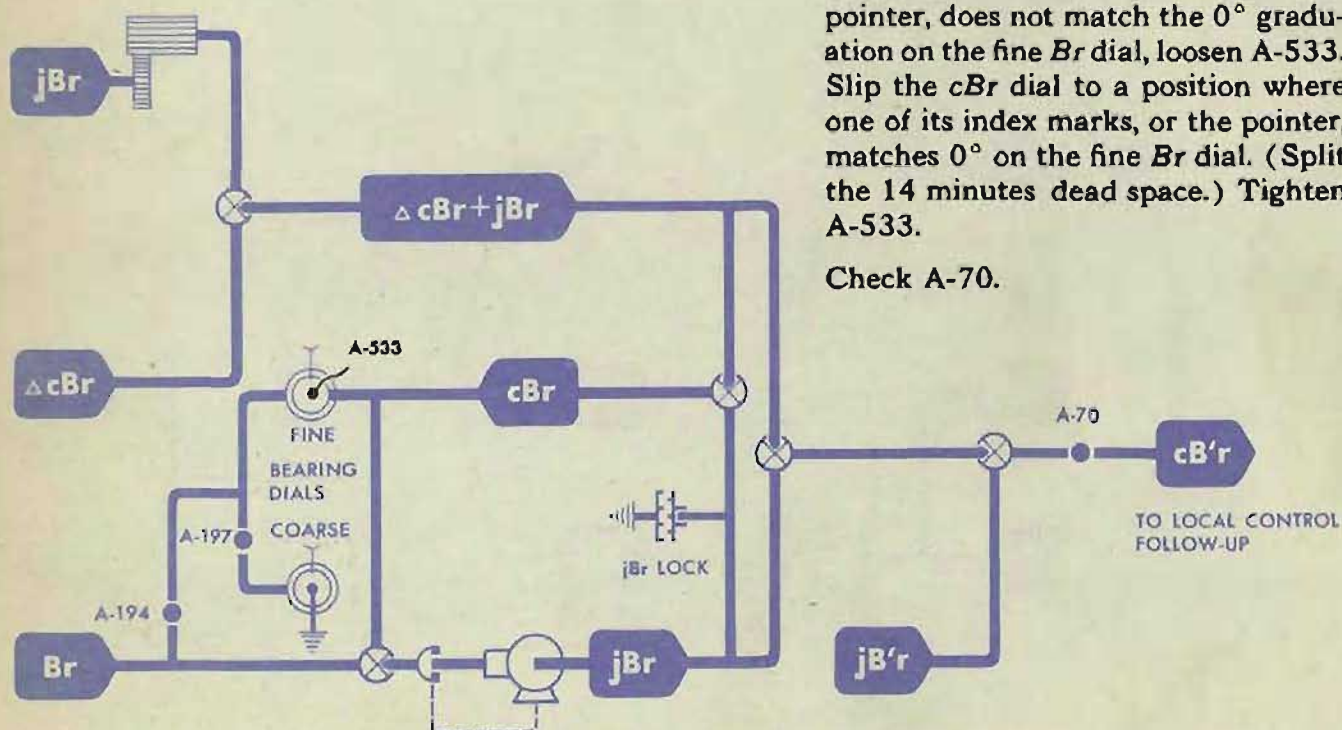 pointer, does not match the 0° gradu-
ation on the fine Br dial, loosen A-533.
Slip the cBr dial to a position where
one of its index marks, or the pointer
matches 0° on the fine Br dial. (Split
the 14 minutes dead space.) Tighten
A-533.
Check A-70.
jBr
Δ cBr+jBr
Δ cBr
A-533
cBr
FINE
BEARING
DIALS
COARSE
A-197
A-194
Br
jBr LOCK
jBr
A-70
cB'r
TO LOCAL CONTROL
FOLLOW-UP
jB'r